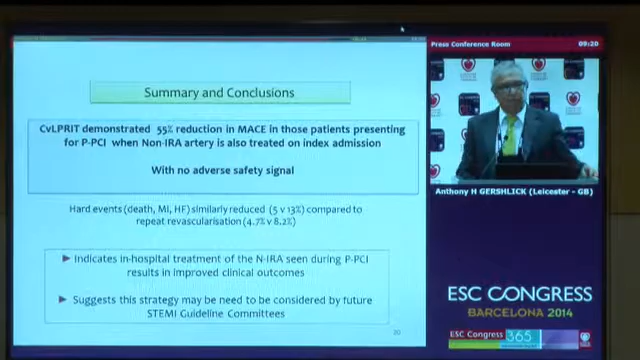 Press Conference Room 09:20
Summary and Conclusions
CvLPRIT demonstrated 55% reduction in MACE in those patients presenting
for P-PCI when Non-IRA artery is also treated on index admission
With no adverse safety signal
Hard events (death, MI, HF) similarly reduced (5 v 13%) compared to
repeat revascularisation (4.7% v 8.2%)
Indicates in-hospital treatment of the N-IRA seen during P-PCI
results in improved clinical outcomes
Suggests this strategy may be need to be considered by future
STEMI Guideline Committees
Anthony H GERSHLICK (Leicester - GB)
ESC CONGRESS
BARCELONA 2014
ESC Congress 365